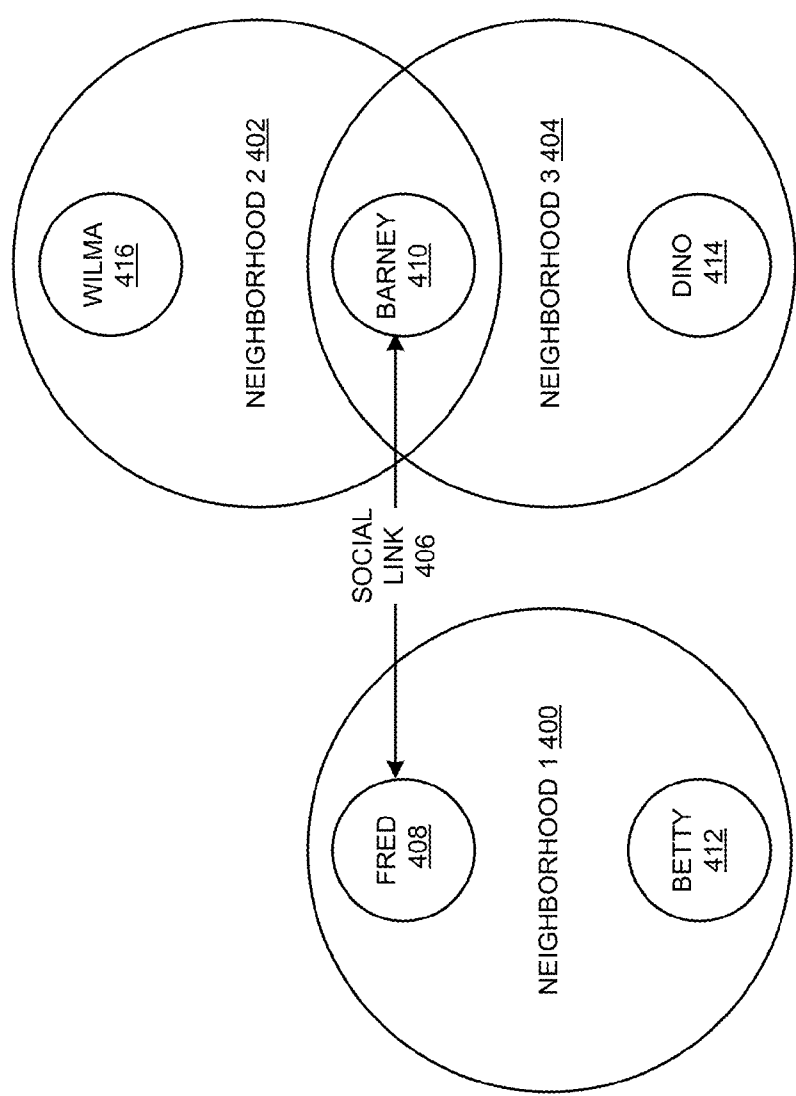 WILMA
416
NEIGHBORHOOD 2 402
BARNEY
410
NEIGHBORHOOD 3 404
DINO
414
SOCIAL
LINK
406
FRED
408
NEIGHBORHOOD 1 400
BETTY
412